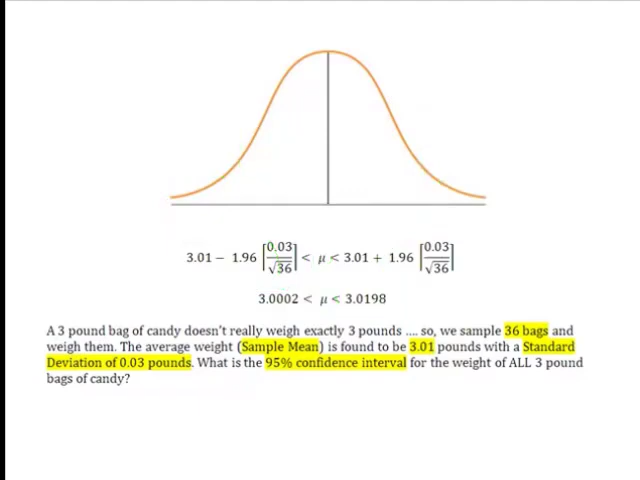 3.01 − 1.96 [0.03/√36] < μ < 3.01 + 1.96 [0.03/√36]
3.0002 < μ < 3.0198
A 3 pound bag of candy doesn't really weigh exactly 3 pounds .... so, we sample 36 bags and
weigh them. The average weight (Sample Mean) is found to be 3.01 pounds with a Standard
Deviation of 0.03 pounds. What is the 95% confidence interval for the weight of ALL 3 pound
bags of candy?